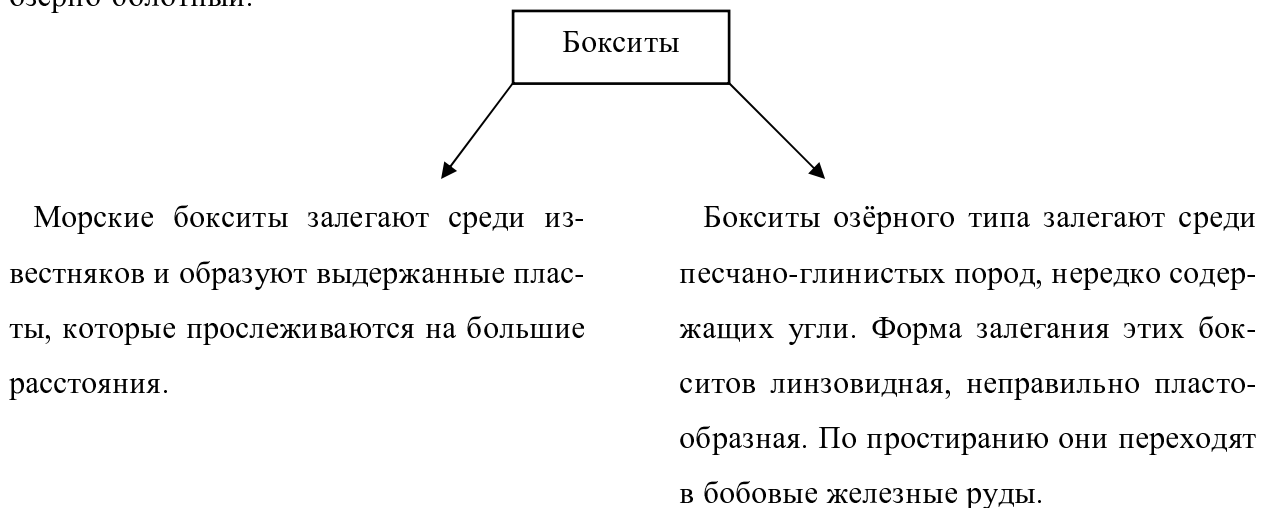 озёрно-болотный.
Бокситы
Морские бокситы залегают среди из-
вестняков и образуют выдержанные плас-
ты, которые прослеживаются на большие
расстояния.
Бокситы озёрного типа залегают среди
песчано-глинистых пород, нередко содер-
жащих угли. Форма залегания этих бок-
ситов линзовидная, неправильно пласто-
образная. По простиранию они переходят
в бобовые железные руды.